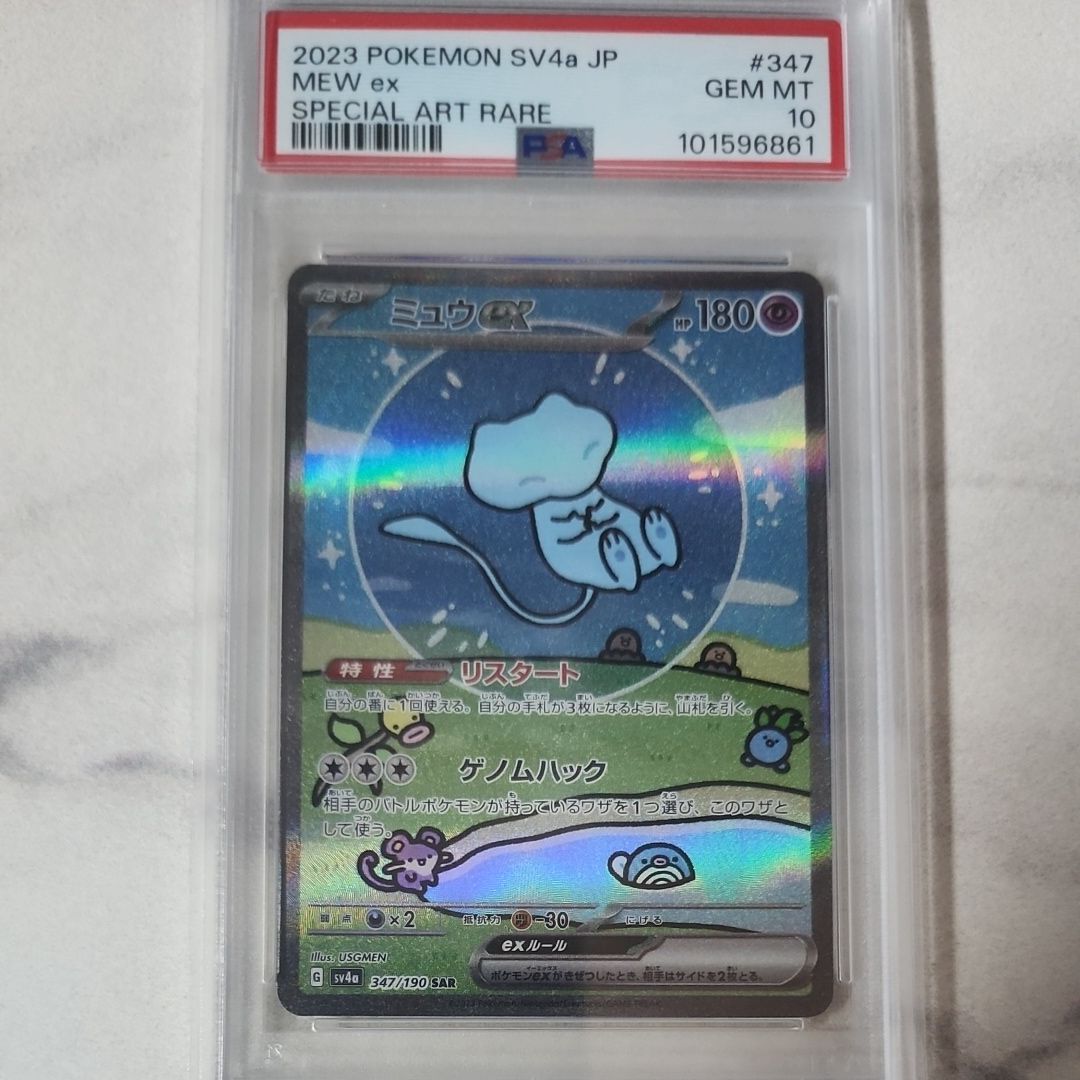 2023 POKEMON SV4a JP #347
MEW ex GEM MT
SPECIAL ART RARE 10
PSA 101596861
たね ミュウex HP 180
特性 とくせい リスタート
自分の番に1回使える。自分の手札が3枚になるように、山札を引く。
ゲノムハック
相手のバトルポケモンが持っているワザを1つ選び、このワザと
して使う。
弱点 ×2 抵抗力 -30 にげる
exルール
ポケモンexがきぜつしたとき、相手はサイドを2枚とる。
Illus. USGMEN
G sv4a 347/190 SAR